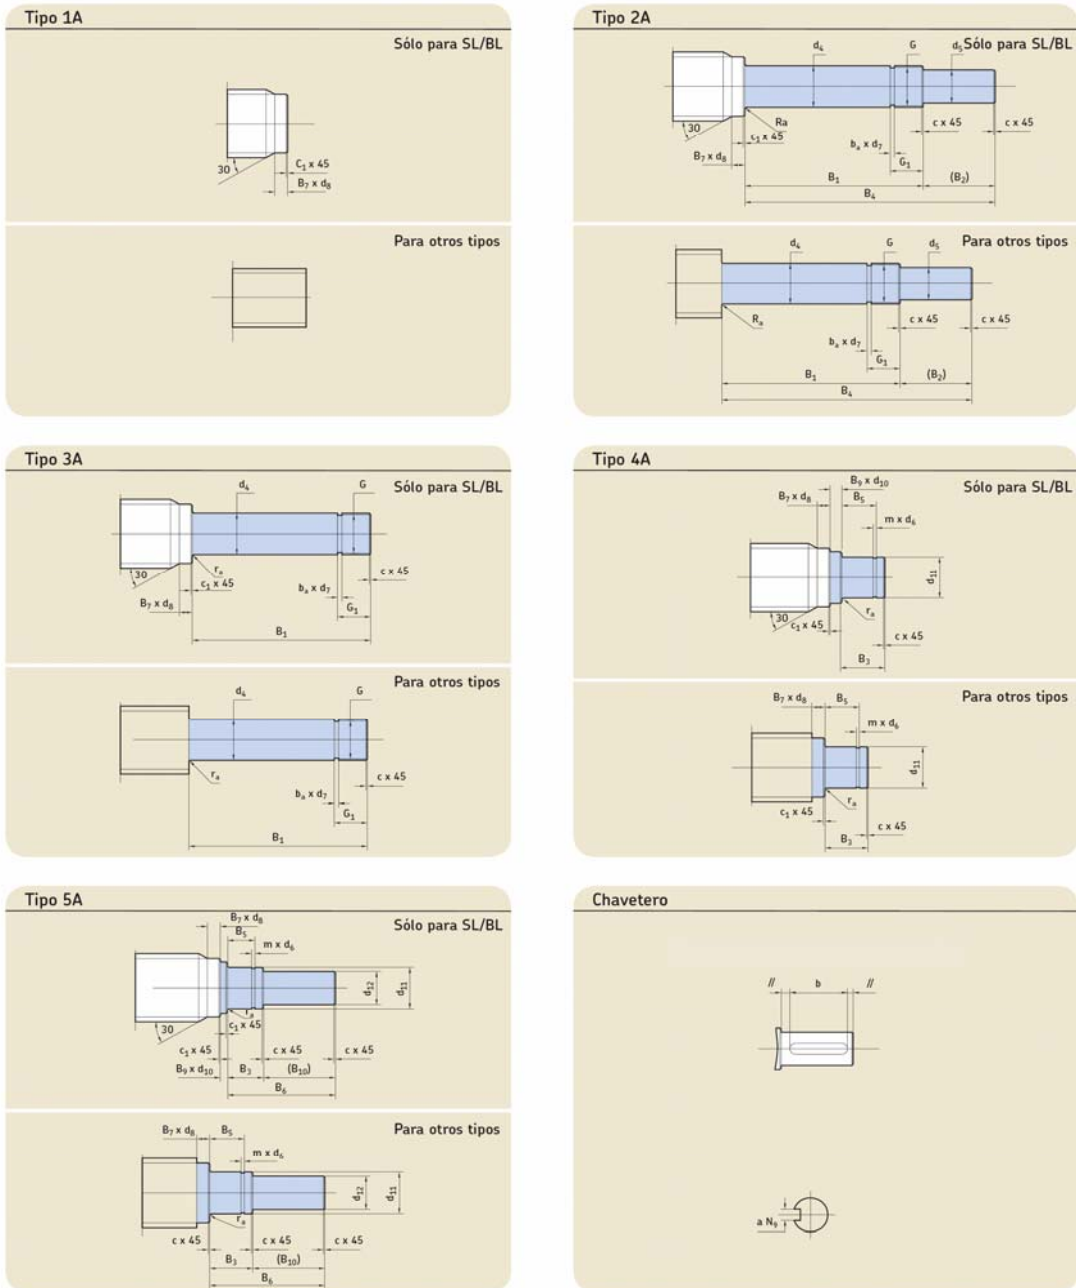 Tipo 1A
Sólo para SL/BL
30
C₁ x 45
B₇ x d₈
Para otros tipos
Tipo 2A
Sólo para SL/BL
d₄
G
d₅
30
Ra
c₁ x 45
B₇ x d₈
bₐ x d₇
G₁
c x 45
c x 45
B₁
(B₂)
B₄
Para otros tipos
d₄
G
d₅
Rₐ
bₐ x d₇
G₁
c x 45
c x 45
B₁
(B₂)
B₄
Tipo 3A
Sólo para SL/BL
d₄
G
30
rₐ
c₁ x 45
B₇ x d₈
bₐ x d₇
G₁
c x 45
B₁
Para otros tipos
d₄
G
rₐ
bₐ x d₇
G₁
c x 45
B₁
Tipo 4A
Sólo para SL/BL
B₉ x d₁₀
B₇ x d₈
B₅
m x d₆
d₁₁
30
rₐ
c₁ x 45
c x 45
B₃
Para otros tipos
B₇ x d₈
B₅
m x d₆
d₁₁
rₐ
c₁ x 45
c x 45
B₃
Tipo 5A
Sólo para SL/BL
B₇ x d₈
B₅
m x d₆
d₁₂
d₁₁
30
rₐ
c₁ x 45
c₁ x 45
c x 45
c x 45
B₉ x d₁₀
B₃
(B₁₀)
B₆
Para otros tipos
B₇ x d₈
B₅
m x d₆
d₁₂
d₁₁
rₐ
c x 45
c x 45
c x 45
B₃
(B₁₀)
B₆
Chavetero
//
b
//
a N₉